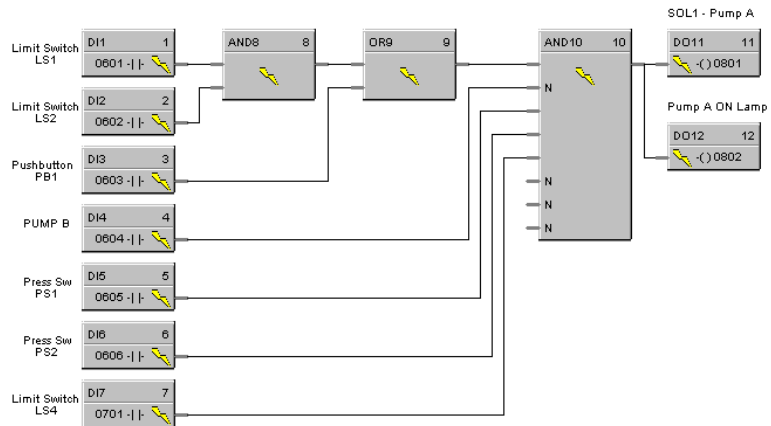 SOL1 - Pump A
Limit Switch
LS1
DI1 1
0601 -| |-
AND8 8
OR9 9
AND10 10
N
N
N
N
DO11 11
-( ) 0801
Limit Switch
LS2
DI2 2
0602 -| |-
Pump A ON Lamp
DO12 12
-( ) 0802
Pushbutton
PB1
DI3 3
0603 -| |-
PUMP B
DI4 4
0604 -| |-
Press Sw
PS1
DI5 5
0605 -| |-
Press Sw
PS2
DI6 6
0606 -| |-
Limit Switch
LS4
DI7 7
0701 -| |-